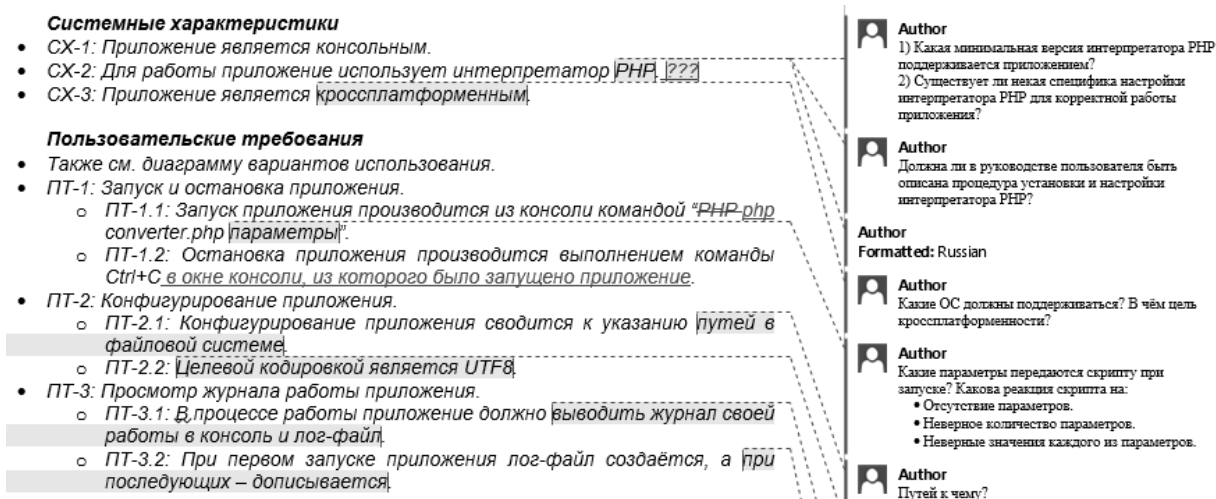 Системные характеристики
• СХ-1: Приложение является консольным.
• СХ-2: Для работы приложение использует интерпретатор PHP. ???
• СХ-3: Приложение является кроссплатформенным.
Пользовательские требования
• Также см. диаграмму вариантов использования.
• ПТ-1: Запуск и остановка приложения.
o ПТ-1.1: Запуск приложения производится из консоли командой “PHP php
converter.php параметры”.
o ПТ-1.2: Остановка приложения производится выполнением команды
Ctrl+C в окне консоли, из которого было запущено приложение.
• ПТ-2: Конфигурирование приложения.
o ПТ-2.1: Конфигурирование приложения сводится к указанию путей в
файловой системе.
o ПТ-2.2: Целевой кодировкой является UTF8.
• ПТ-3: Просмотр журнала работы приложения.
o ПТ-3.1: В процессе работы приложение должно выводить журнал своей
работы в консоль и лог-файл.
o ПТ-3.2: При первом запуске приложения лог-файл создаётся, а при
последующих – дописывается.
Author
1) Какая минимальная версия интерпретатора PHP
поддерживается приложением?
2) Существует ли некая специфика настройки
интерпретатора PHP для корректной работы
приложения?
Author
Должна ли в руководстве пользователя быть
описана процедура установки и настройки
интерпретатора PHP?
Author
Formatted: Russian
Author
Какие ОС должны поддерживаться? В чём цель
кроссплатформенности?
Author
Какие параметры передаются скрипту при
запуске? Какова реакция скрипта на:
• Отсутствие параметров.
• Неверное количество параметров.
• Неверные значения каждого из параметров.
Author
Путей к чему?